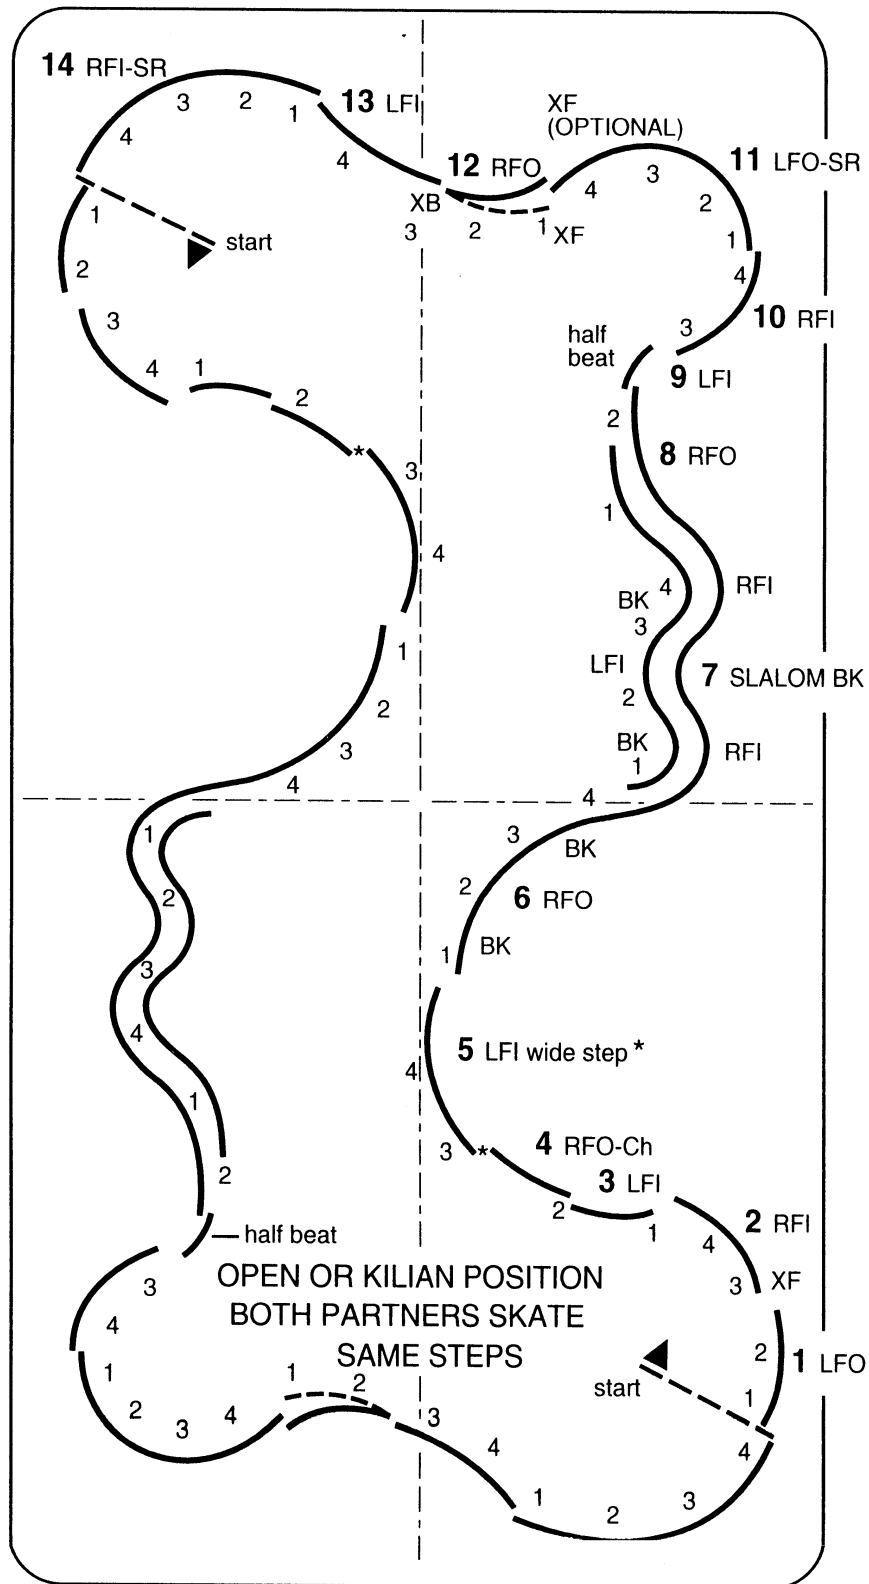 14 RFI-SR
3 2 1
4
13 LFI
4
XF
(OPTIONAL)
12 RFO
XB
3 2 1 XF
4 3 2 1
11 LFO-SR
1
start
2
3
4
4
3
10 RFI
half
beat
9 LFI
1
2
2
8 RFO
3
1
4
BK 4
RFI
3
1
LFI
7 SLALOM BK
2
2
BK
RFI
3
1
4
4
1
3
BK
2
2
6 RFO
1 BK
3
4
5 LFI wide step *
4
1
3 *
4 RFO-Ch
2
3 LFI
2
1
2 RFI
4
half beat
3 XF
3
OPEN OR KILIAN POSITION
BOTH PARTNERS SKATE
SAME STEPS
4
2
1 LFO
1
1 2
start
1
2 3 4
3
4
4
1 2 3
*